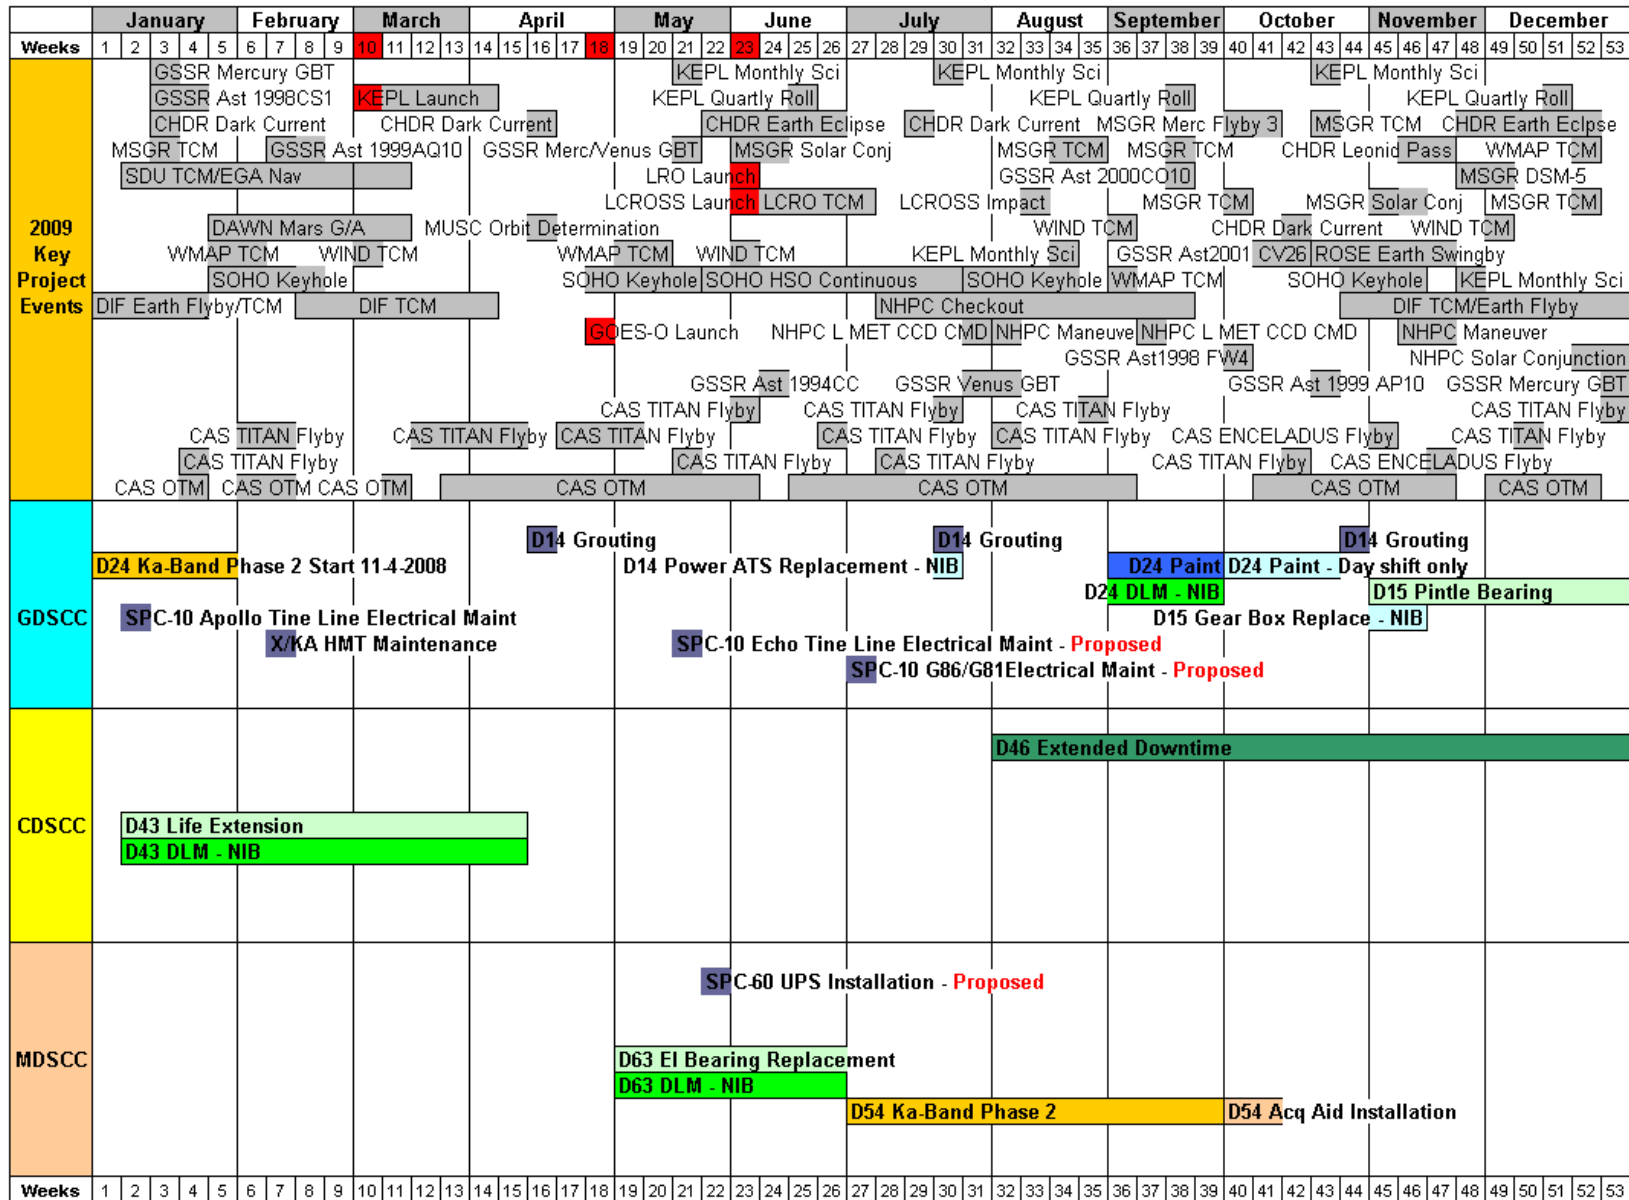 January February March April May June July August September October November December
Weeks 1 2 3 4 5 6 7 8 9 10 11 12 13 14 15 16 17 18 19 20 21 22 23 24 25 26 27 28 29 30 31 32 33 34 35 36 37 38 39 40 41 42 43 44 45 46 47 48 49 50 51 52 53
2009 Key Project Events
GSSR Mercury GBT KEPL Monthly Sci KEPL Monthly Sci KEPL Monthly Sci
GSSR Ast 1998CS1 KEPL Launch KEPL Quartly Roll KEPL Quartly Roll KEPL Quartly Roll
CHDR Dark Current CHDR Dark Current CHDR Earth Eclipse CHDR Dark Current MSGR Merc Flyby 3 MSGR TCM CHDR Earth Eclpse
MSGR TCM GSSR Ast 1999AQ10 GSSR Merc/Venus GBT MSGR Solar Conj MSGR TCM MSGR TCM CHDR Leonid Pass WMAP TCM
SDU TCM/EGA Nav LRO Launch GSSR Ast 2000CO10 MSGR DSM-5
LCROSS Launch LCRO TCM LCROSS Impact MSGR TCM MSGR Solar Conj MSGR TCM
DAWN Mars G/A MUSC Orbit Determination WIND TCM CHDR Dark Current WIND TCM
WMAP TCM WIND TCM WMAP TCM WIND TCM KEPL Monthly Sci GSSR Ast2001 CV26 ROSE Earth Swingby
SOHO Keyhole SOHO Keyhole SOHO HSO Continuous SOHO Keyhole WMAP TCM SOHO Keyhole KEPL Monthly Sci
DIF Earth Flyby/TCM DIF TCM NHPC Checkout DIF TCM/Earth Flyby
GOES-O Launch NHPC L MET CCD CMD NHPC Maneuve NHPC L MET CCD CMD NHPC Maneuver
GSSR Ast1998 FW4 NHPC Solar Conjunction
GSSR Ast 1994CC GSSR Venus GBT GSSR Ast 1999 AP10 GSSR Mercury GBT
CAS TITAN Flyby CAS TITAN Flyby CAS TITAN Flyby CAS TITAN Flyby
CAS TITAN Flyby CAS TITAN Flyby CAS TITAN Flyby CAS TITAN Flyby CAS TITAN Flyby CAS ENCELADUS Flyby CAS TITAN Flyby
CAS TITAN Flyby CAS TITAN Flyby CAS TITAN Flyby CAS TITAN Flyby CAS ENCELADUS Flyby
CAS OTM CAS OTM CAS OTM CAS OTM CAS OTM CAS OTM CAS OTM
GDSCC
D14 Grouting D14 Grouting D14 Grouting
D24 Ka-Band Phase 2 Start 11-4-2008 D14 Power ATS Replacement - NIB D24 Paint D24 Paint - Day shift only
D24 DLM - NIB D15 Pintle Bearing
SPC-10 Apollo Tine Line Electrical Maint D15 Gear Box Replace - NIB
X/KA HMT Maintenance SPC-10 Echo Tine Line Electrical Maint - Proposed
SPC-10 G86/G81Electrical Maint - Proposed
CDSCC
D46 Extended Downtime
D43 Life Extension
D43 DLM - NIB
MDSCC
SPC-60 UPS Installation - Proposed
D63 El Bearing Replacement
D63 DLM - NIB
D54 Ka-Band Phase 2 D54 Acq Aid Installation
Weeks 1 2 3 4 5 6 7 8 9 10 11 12 13 14 15 16 17 18 19 20 21 22 23 24 25 26 27 28 29 30 31 32 33 34 35 36 37 38 39 40 41 42 43 44 45 46 47 48 49 50 51 52 53